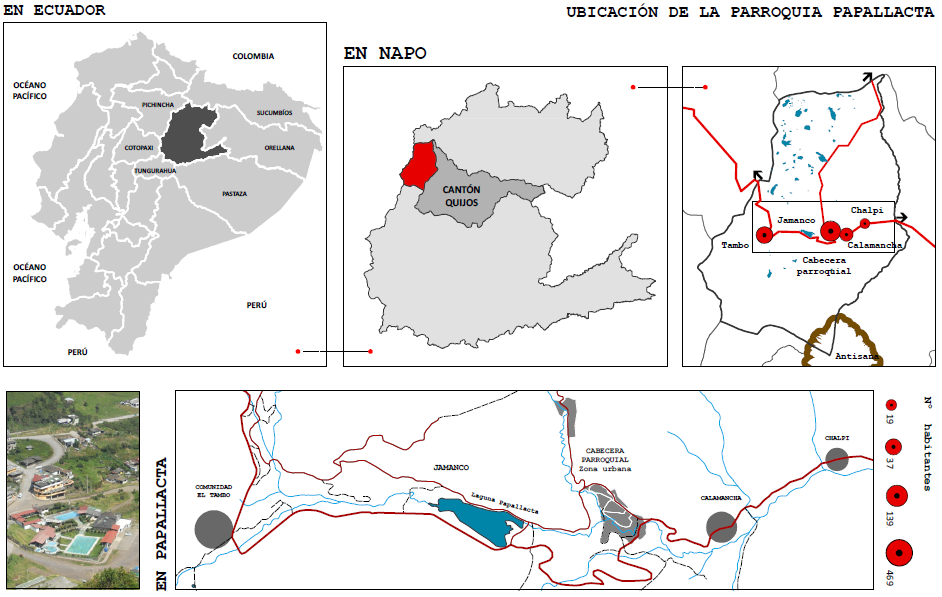 EN ECUADOR
UBICACIÓN DE LA PARROQUIA PAPALLACTA
COLOMBIA
OCÉANO
PACÍFICO
PICHINCHA
SUCUMBÍOS
COTOPAXI
ORELLANA
TUNGURAHUA
PASTAZA
OCÉANO
PACÍFICO
PERÚ
PERÚ
EN NAPO
CANTÓN
QUIJOS
Chalpi
Jamanco
Tambo
Calamancha
Cabecera
parroquial
Antisana
EN PAPALLACTA
COMUNIDAD
EL TAMBO
JAMANCO
Laguna Papallacta
CABECERA
PARROQUIAL
Zona urbana
CALAMANCHA
CHALPI
N° habitantes
19
37
139
469